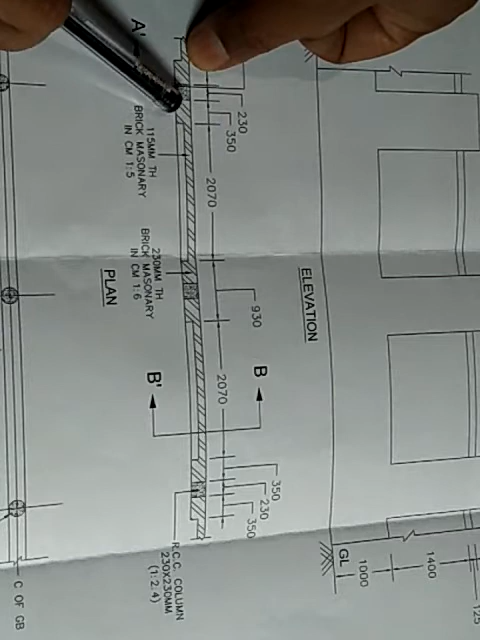 A'
230
350
115MM TH
BRICK MASONARY
IN CM 1:5
2070
230MM TH
BRICK MASONARY
IN CM 1:6
PLAN
ELEVATION
930
B
B'
2070
350
230
350
R.C.C. COLUMN
230X230MM
(1:2:4)
GL
1000
1400
125
C OF GB